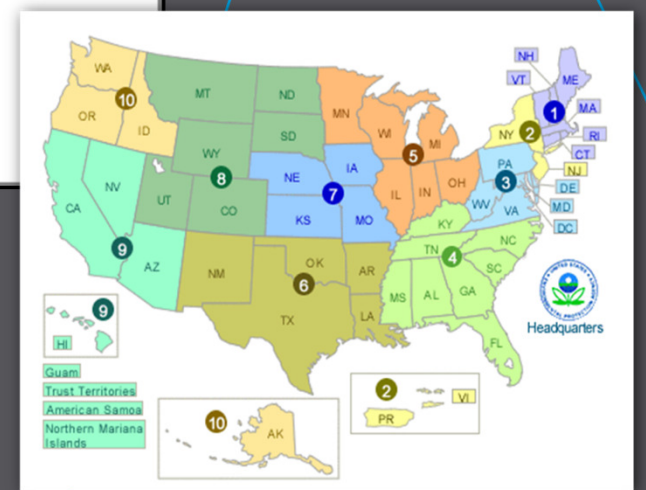 WA
OR
ID
10
MT
ND
SD
WY
8
UT
CO
MN
WI
MI
5
IL
IN
OH
NE
IA
7
KS
MO
CA
NV
AZ
9
NM
OK
AR
6
TX
LA
NH
VT
ME
1
MA
RI
CT
NY
2
NJ
PA
3
WV
VA
DE
MD
DC
KY
TN
NC
4
SC
MS
AL
GA
FL
Headquarters
9
HI
Guam
Trust Territories
American Samoa
Northern Mariana
Islands
10
AK
2
VI
PR